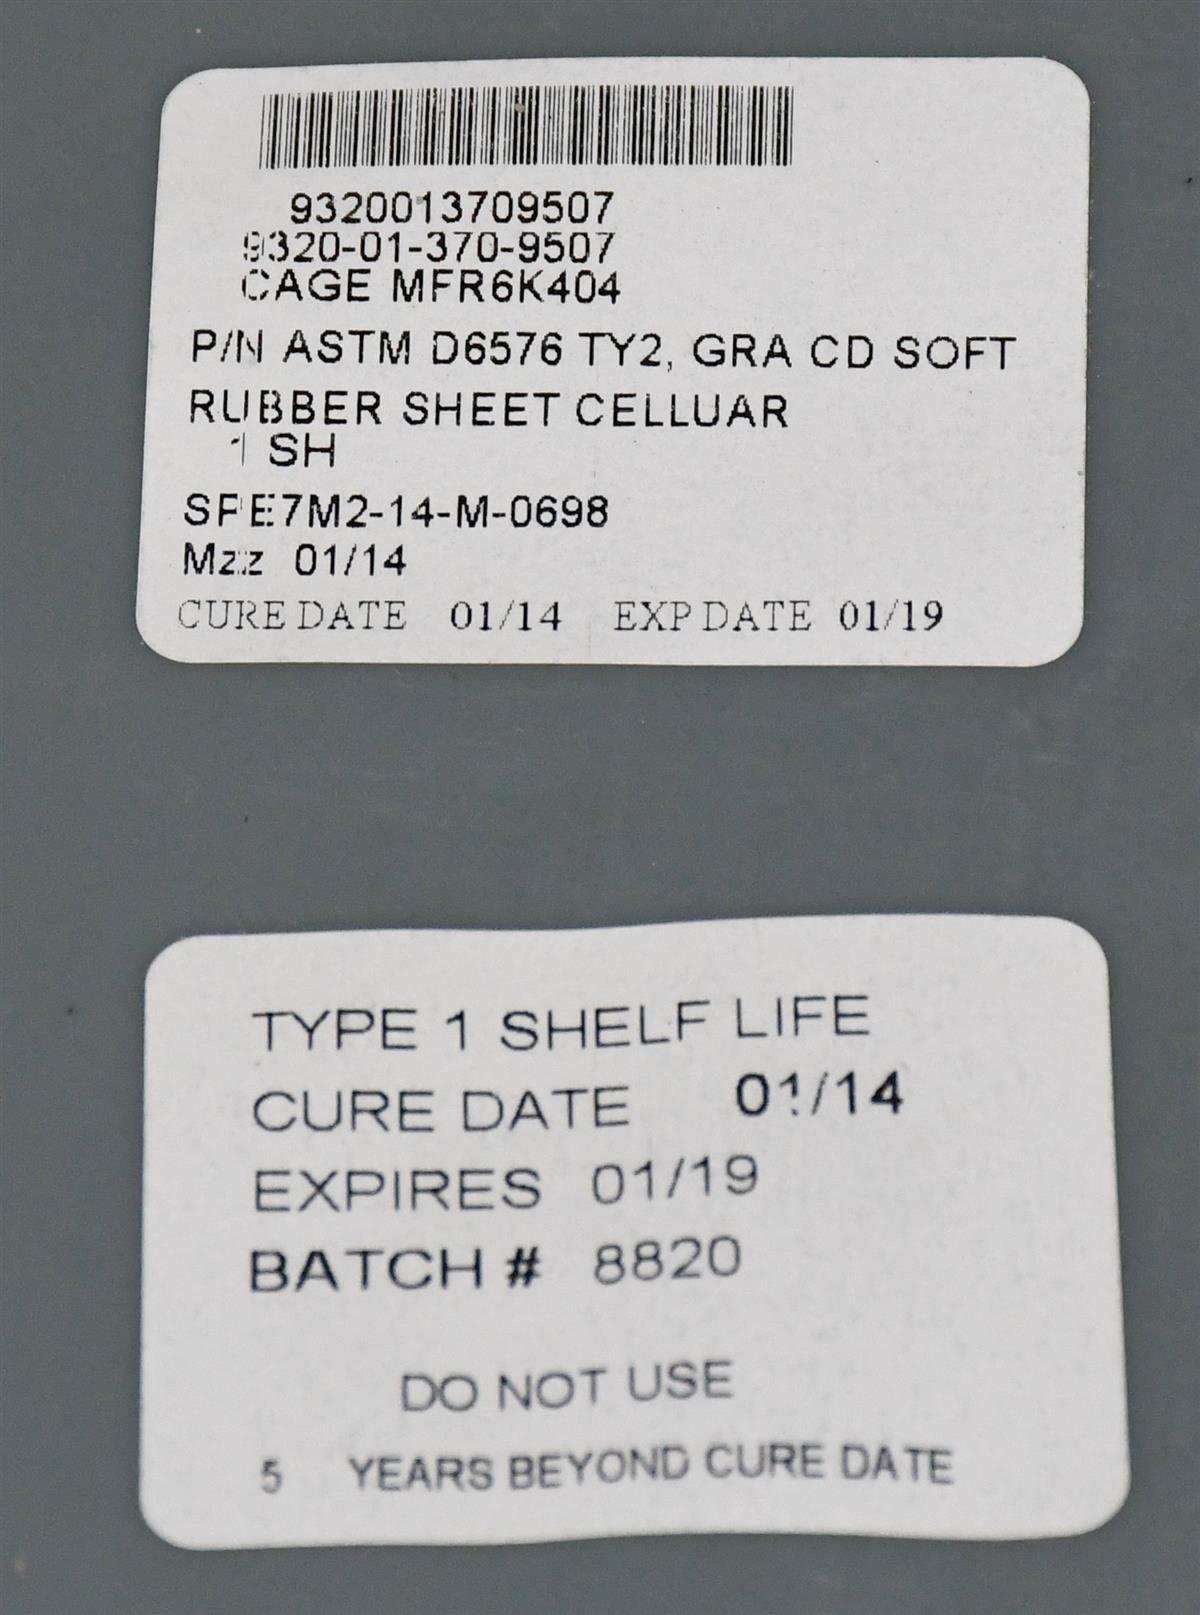 9320013709507
9320-01-370-9507
CAGE MFR6K404
P/N ASTM D6576 TY2, GRA CD SOFT
RUBBER SHEET CELLUAR
1 SH
SPE7M2-14-M-0698
Mzz 01/14
CURE DATE 01/14 EXP DATE 01/19
TYPE 1 SHELF LIFE
CURE DATE 01/14
EXPIRES 01/19
BATCH # 8820
DO NOT USE
5 YEARS BEYOND CURE DATE